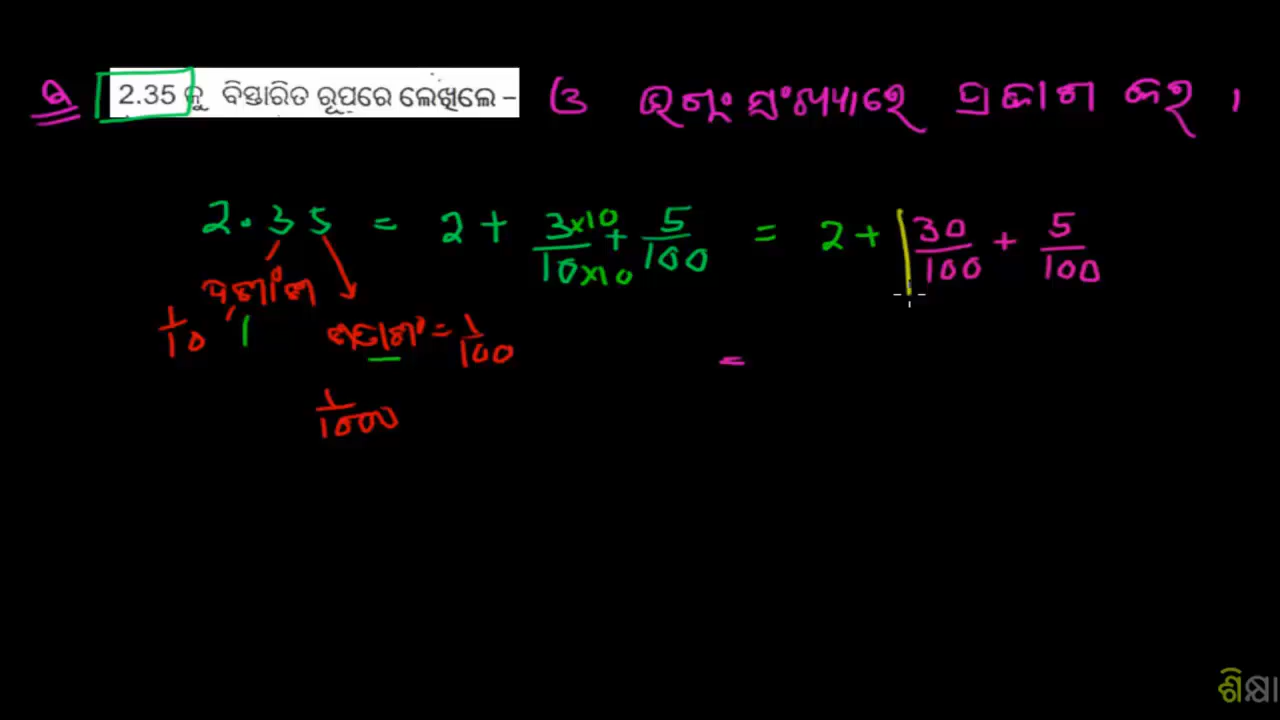 Q 2.35 କୁ ବିସ୍ତାରିତ ରୂପରେ ଲେଖିଲେ – ଓ ଭଗ୍ନ ସଂଖ୍ୟାରେ ପ୍ରକାଶ କର ।
2.35 = 2 + 3×10/10×10 + 5/100 = 2 + 30/100 + 5/100
ଦଶାଂଶ
1/10 ଶତାଂଶ = 1/100
=
1/1000
ଶିକ୍ଷା